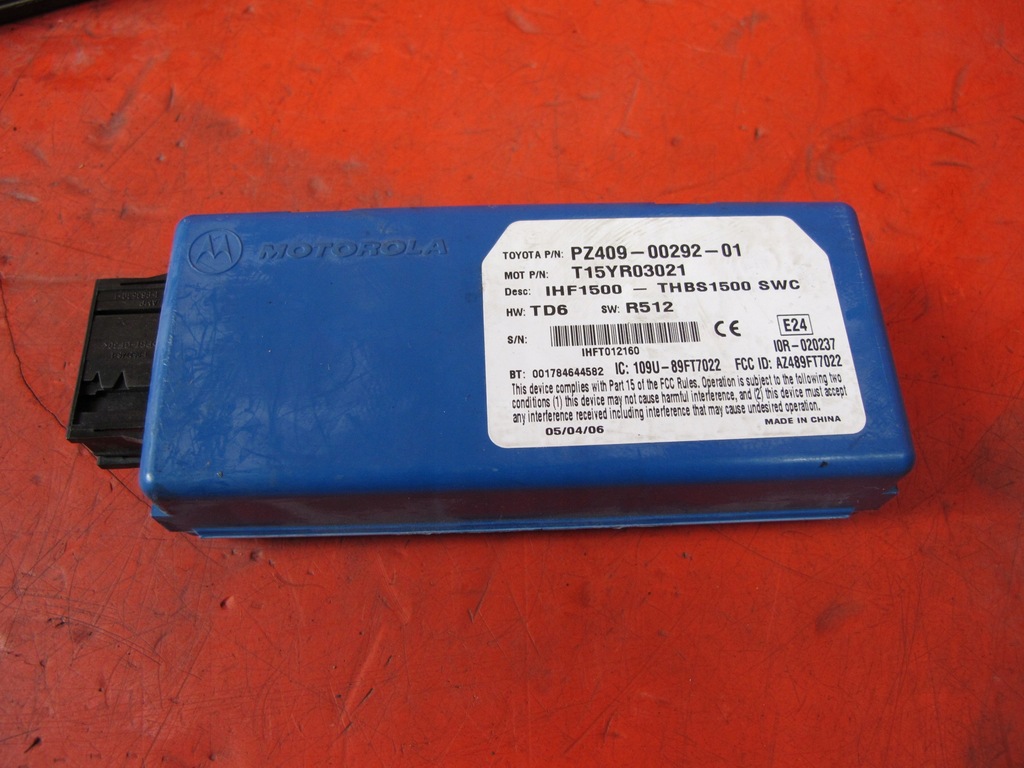 MOTOROLA
TOYOTA P/N: PZ409-00292-01
MOT P/N: T15YR03021
Desc: IHF1500 - THBS1500 SWC
HW: TD6 SW: R512
S/N:
IHFT012160
CE
E24
IOR-020237
BT: 001784644582 IC: 109U-89FT7022 FCC ID: AZ489FT7022
This device complies with Part 15 of the FCC Rules. Operation is subject to the following two
conditions (1) this device may not cause harmful interference, and (2) this device must accept
any interference received including interference that may cause undesired operation.
05/04/06
MADE IN CHINA